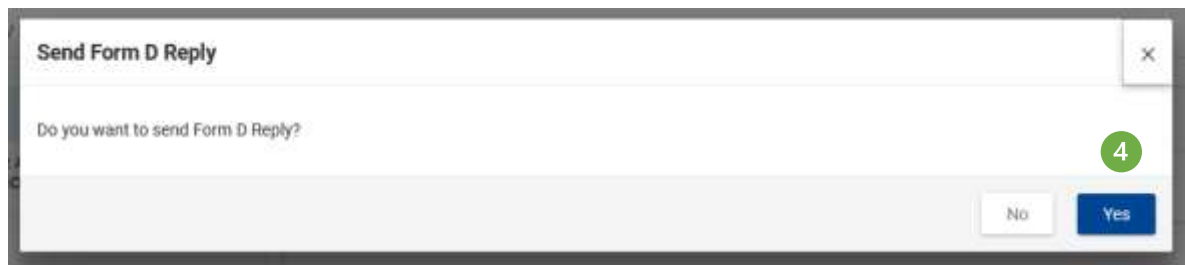 Send Form D Reply
×
Do you want to send Form D Reply?
4
No
Yes